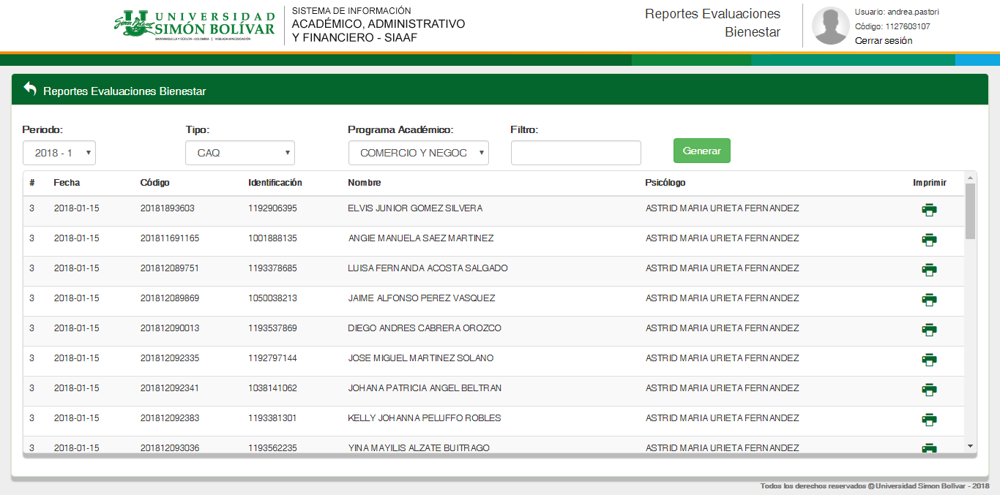 UNIVERSIDAD
SIMÓN BOLÍVAR
BARRANQUILLA Y CÚCUTA - COLOMBIA | VIGILADA MINEDUCACIÓN
SISTEMA DE INFORMACIÓN
ACADÉMICO, ADMINISTRATIVO
Y FINANCIERO - SIAAF
Reportes Evaluaciones
Bienestar
Usuario: andrea.pastori
Código: 1127603107
Cerrar sesión
Reportes Evaluaciones Bienestar
Periodo: Tipo: Programa Académico: Filtro:
2018 - 1 CAQ COMERCIO Y NEGOC Generar
# Fecha Código Identificación Nombre Psicólogo Imprimir
3 2018-01-15 20181893603 1192906395 ELVIS JUNIOR GOMEZ SILVERA ASTRID MARIA URIETA FERNANDEZ
3 2018-01-15 201811691165 1001888135 ANGIE MANUELA SAEZ MARTINEZ ASTRID MARIA URIETA FERNANDEZ
3 2018-01-15 201812089751 1193378685 LUISA FERNANDA ACOSTA SALGADO ASTRID MARIA URIETA FERNANDEZ
3 2018-01-15 201812089869 1050038213 JAIME ALFONSO PEREZ VASQUEZ ASTRID MARIA URIETA FERNANDEZ
3 2018-01-15 201812090013 1193537869 DIEGO ANDRES CABRERA OROZCO ASTRID MARIA URIETA FERNANDEZ
3 2018-01-15 201812092335 1192797144 JOSE MIGUEL MARTINEZ SOLANO ASTRID MARIA URIETA FERNANDEZ
3 2018-01-15 201812092341 1038141062 JOHANA PATRICIA ANGEL BELTRAN ASTRID MARIA URIETA FERNANDEZ
3 2018-01-15 201812092383 1193381301 KELLY JOHANNA PELUFFO ROBLES ASTRID MARIA URIETA FERNANDEZ
3 2018-01-15 201812093036 1193562235 YINA MAYILIS ALZATE BUITRAGO ASTRID MARIA URIETA FERNANDEZ
Todos los derechos reservados @ Universidad Simon Bolívar - 2018